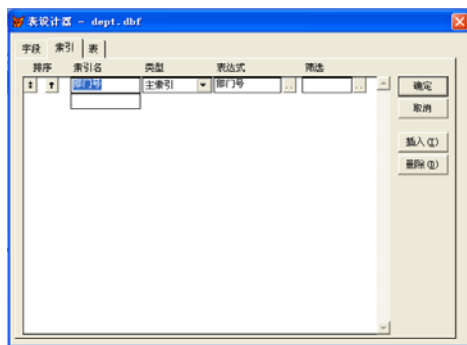 表设计器 - dept.dbf
字段 索引 表
排序 索引名 类型 表达式 筛选
部门号 主索引 部门号
确定
取消
插入(I)
删除(D)